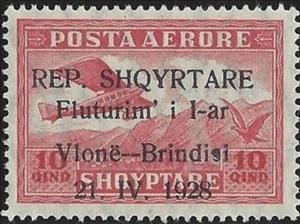 POSTA AERORE
REP. SHQYRTARE
Fluturim' i I-ar
Vlonë—Brindisi
10 10
QIND SHQYPTARE QIND
21. IV. 1928